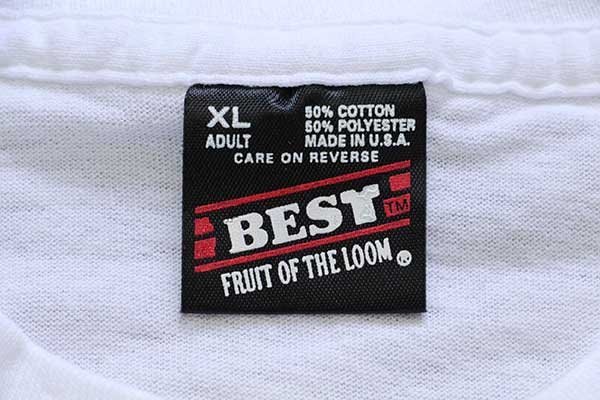 XL
ADULT
50% COTTON
50% POLYESTER
MADE IN U.S.A.
CARE ON REVERSE
BEST TM
FRUIT OF THE LOOM ®